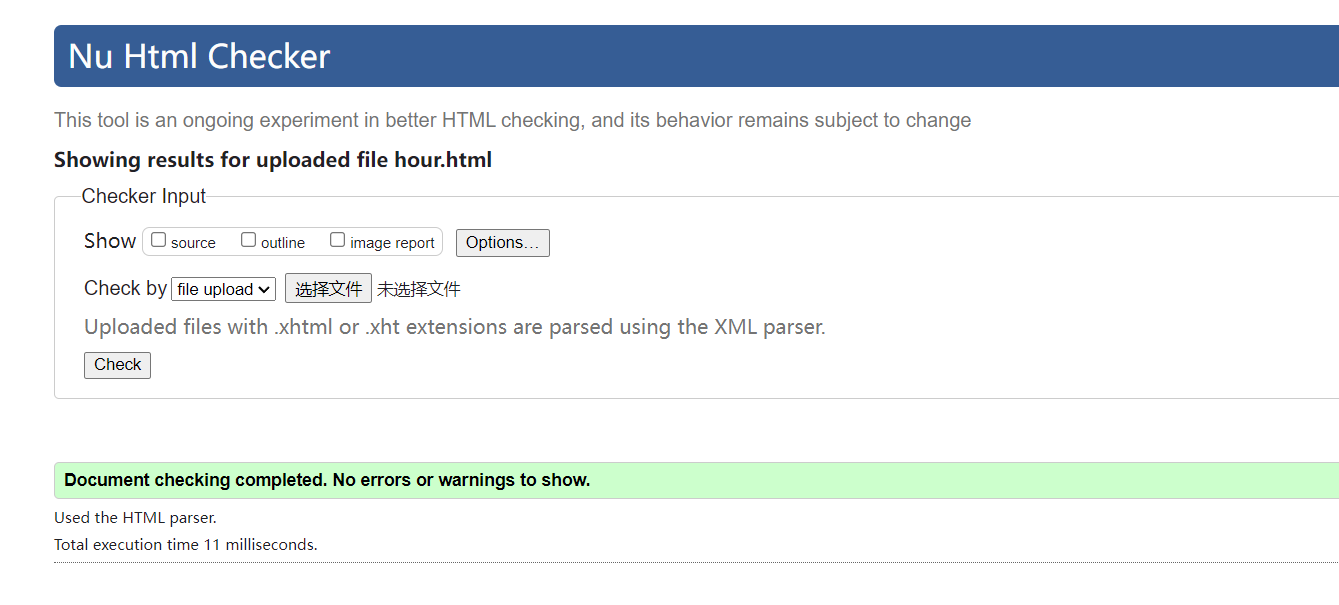 Nu Html Checker
This tool is an ongoing experiment in better HTML checking, and its behavior remains subject to change
Showing results for uploaded file hour.html
Checker Input
Show source outline image report Options…
Check by file upload 选择文件 未选择文件
Uploaded files with .xhtml or .xht extensions are parsed using the XML parser.
Check
Document checking completed. No errors or warnings to show.
Used the HTML parser.
Total execution time 11 milliseconds.